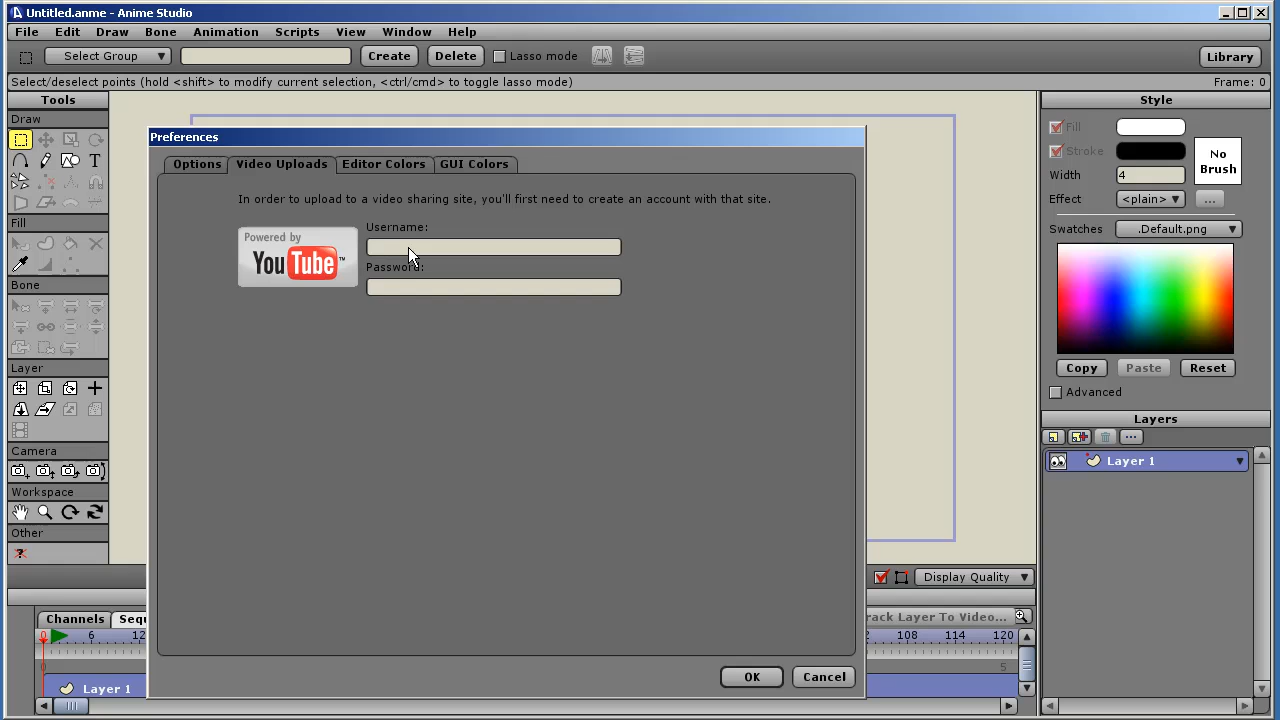 Untitled.anme - Anime Studio
File Edit Draw Bone Animation Scripts View Window Help
Select Group Create Delete Lasso mode Library
Select/deselect points (hold <shift> to modify current selection, <ctrl/cmd> to toggle lasso mode) Frame: 0
Tools
Draw
Fill
Bone
Layer
Camera
Workspace
Other
Preferences
Options Video Uploads Editor Colors GUI Colors
In order to upload to a video sharing site, you'll first need to create an account with that site.
Powered by
YouTube™
Username:
Password:
OK Cancel
Style
Fill
Stroke
No
Brush
Width 4
Effect <plain> ...
Swatches .Default.png
Copy Paste Reset
Advanced
Layers
Layer 1
Display Quality
Channels Sequ
rack Layer To Video...
0 6 12 108 114 120
5
Layer 1